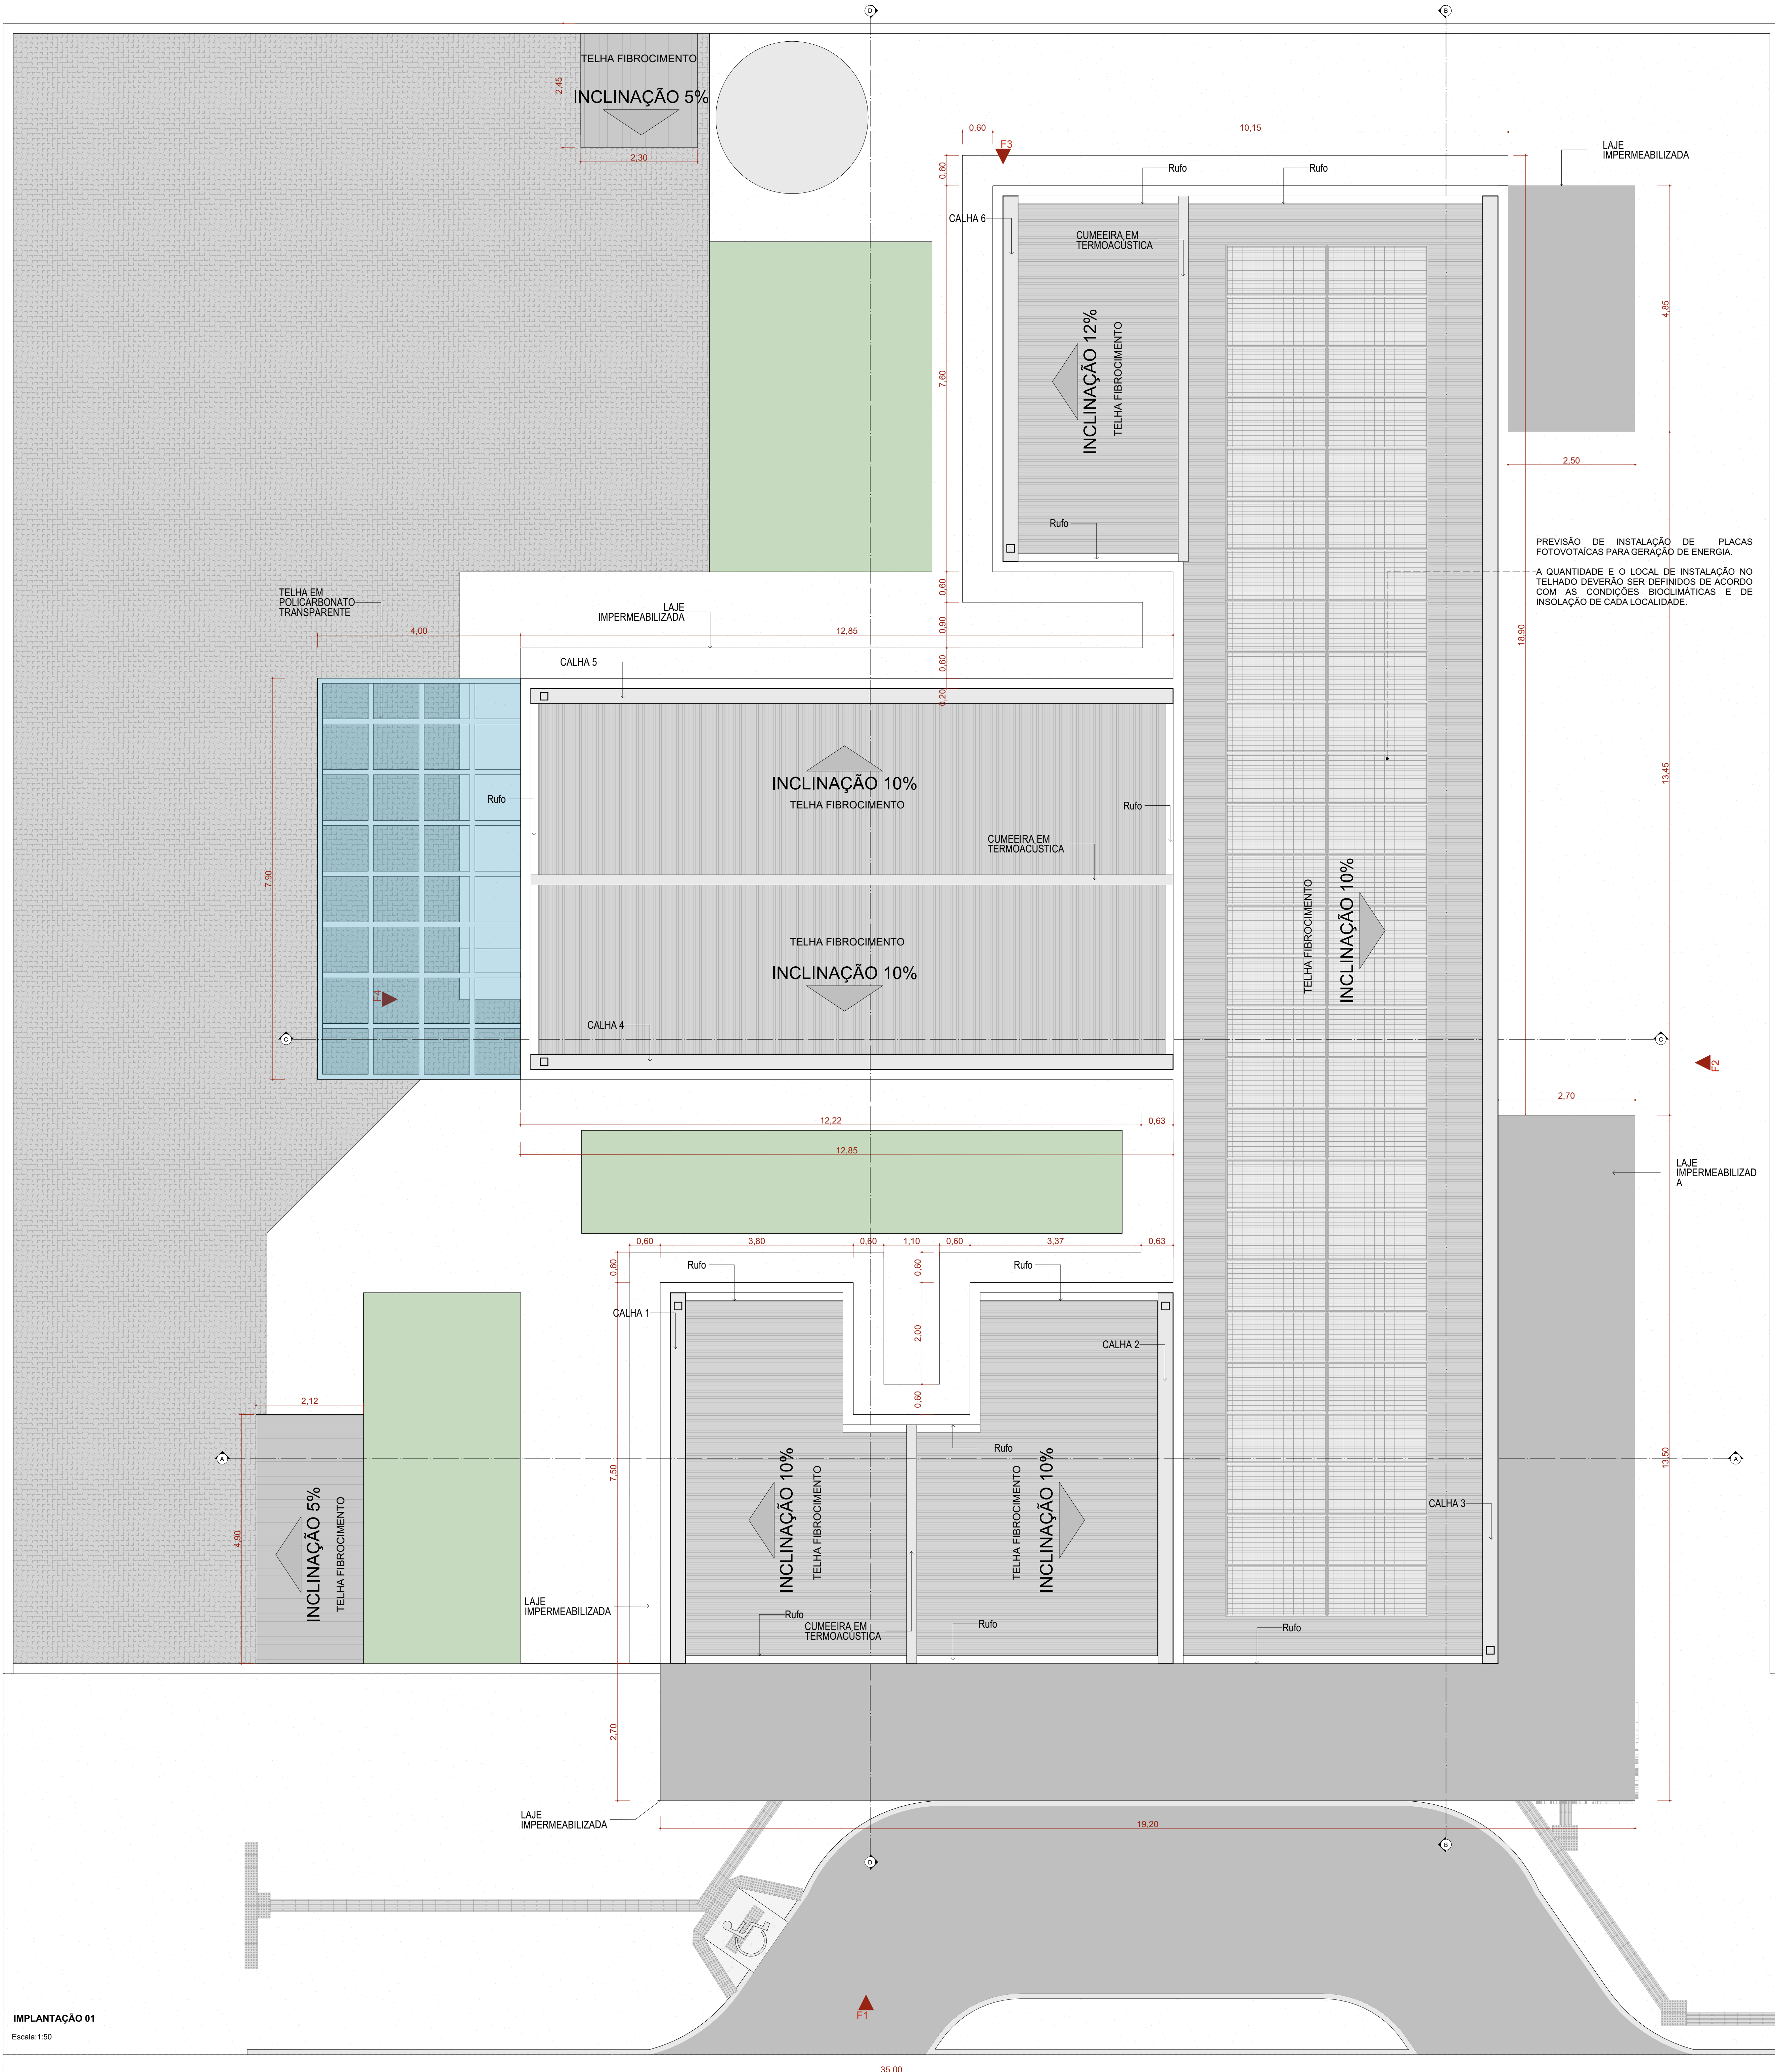 D
B
TELHA FIBROCIMENTO
INCLINAÇÃO 5%
2,45
2,30
0,60
10,15
F3
0,60
LAJE
IMPERMEABILIZADA
Rufo
Rufo
CALHA 6
CUMEEIRA EM
TERMOACÚSTICA
INCLINAÇÃO 12%
TELHA FIBROCIMENTO
7,60
4,85
2,50
Rufo
PREVISÃO DE INSTALAÇÃO DE PLACAS
FOTOVOTAÍCAS PARA GERAÇÃO DE ENERGIA.
A QUANTIDADE E O LOCAL DE INSTALAÇÃO NO
TELHADO DEVERÃO SER DEFINIDOS DE ACORDO
COM AS CONDIÇÕES BIOCLIMÁTICAS E DE
INSOLAÇÃO DE CADA LOCALIDADE.
TELHA EM
POLICARBONATO
TRANSPARENTE
LAJE
IMPERMEABILIZADA
0,60
0,90
0,60
0,20
18,90
4,00
12,85
CALHA 5
INCLINAÇÃO 10%
TELHA FIBROCIMENTO
Rufo
Rufo
13,45
CUMEEIRA EM
TERMOACÚSTICA
7,90
TELHA FIBROCIMENTO
INCLINAÇÃO 10%
TELHA FIBROCIMENTO
INCLINAÇÃO 10%
F4
CALHA 4
C
C
F2
2,70
12,22
0,63
12,85
LAJE
IMPERMEABILIZAD
A
0,60
3,80
0,60
1,10
0,60
3,37
0,63
0,60
0,60
Rufo
Rufo
CALHA 1
CALHA 2
2,00
0,60
2,12
Rufo
A
A
7,50
13,50
INCLINAÇÃO 10%
TELHA FIBROCIMENTO
TELHA FIBROCIMENTO
INCLINAÇÃO 10%
CALHA 3
4,90
INCLINAÇÃO 5%
TELHA FIBROCIMENTO
LAJE
IMPERMEABILIZADA
Rufo
CUMEEIRA EM
TERMOACÚSTICA
Rufo
Rufo
2,70
LAJE
IMPERMEABILIZADA
19,20
D
B
F1
IMPLANTAÇÃO 01
Escala:1:50
35,00